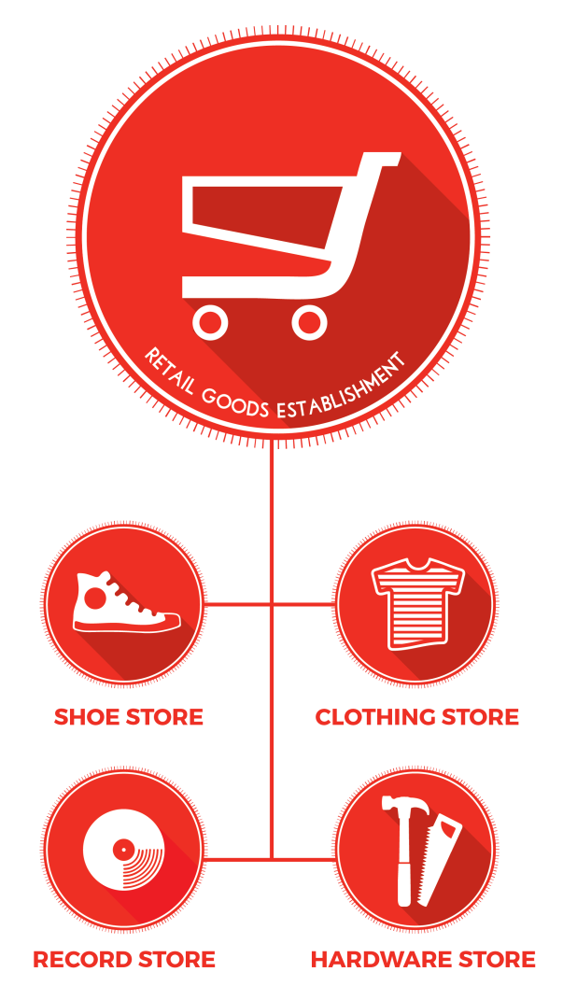 RETAIL GOODS ESTABLISHMENT
SHOE STORE
CLOTHING STORE
RECORD STORE
HARDWARE STORE